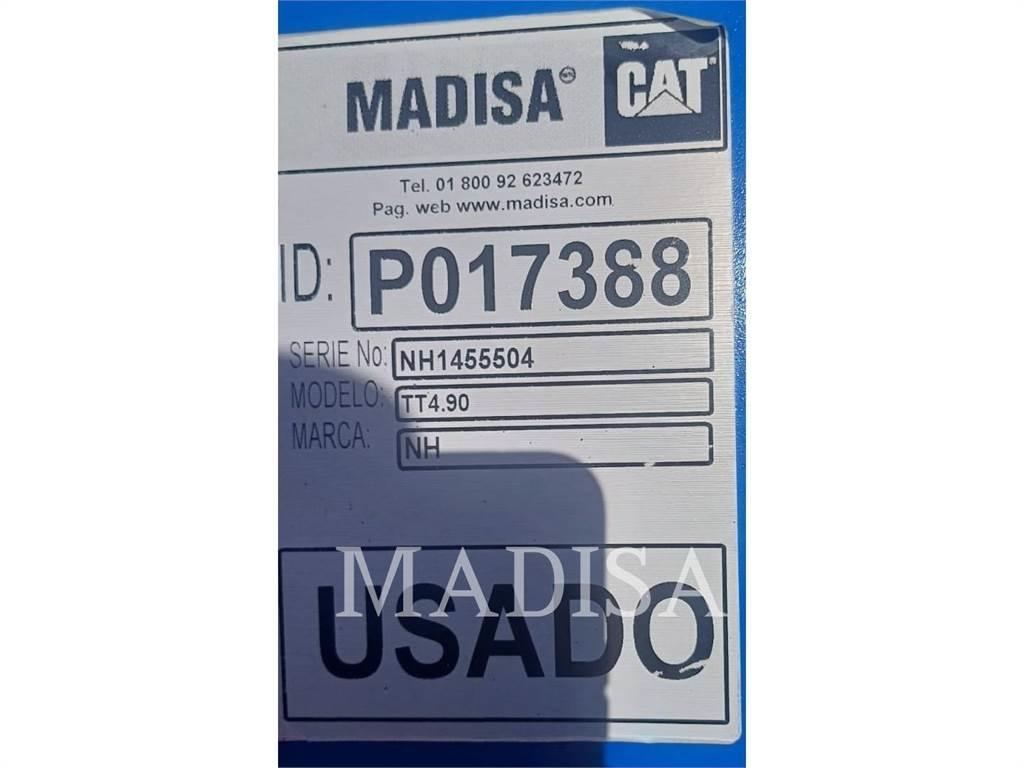 MADISA CAT
Tel. 01 800 92 623472
Pag. web www.madisa.com
ID: P017388
SERIE No: NH1455504
MODELO: TT4.90
MARCA: NH
MADISA
USADO